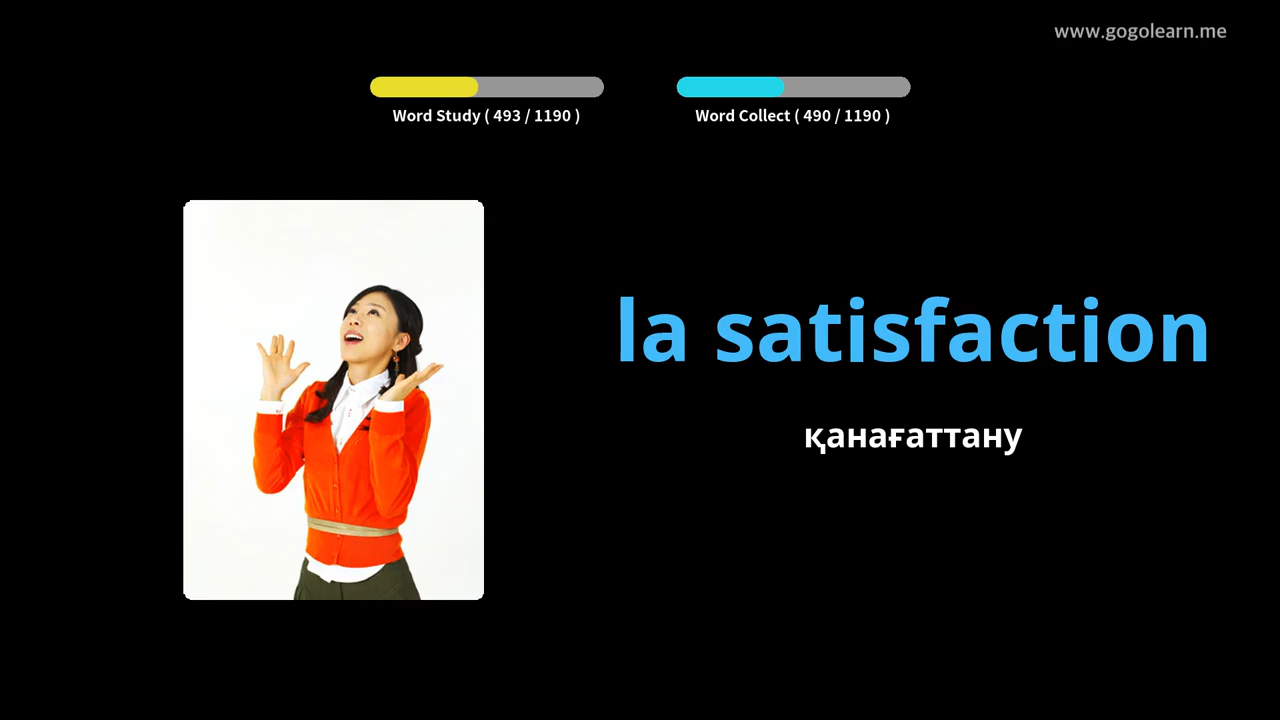 www.gogolearn.me
Word Study ( 493 / 1190 )
Word Collect ( 490 / 1190 )
la satisfaction
қанағаттану